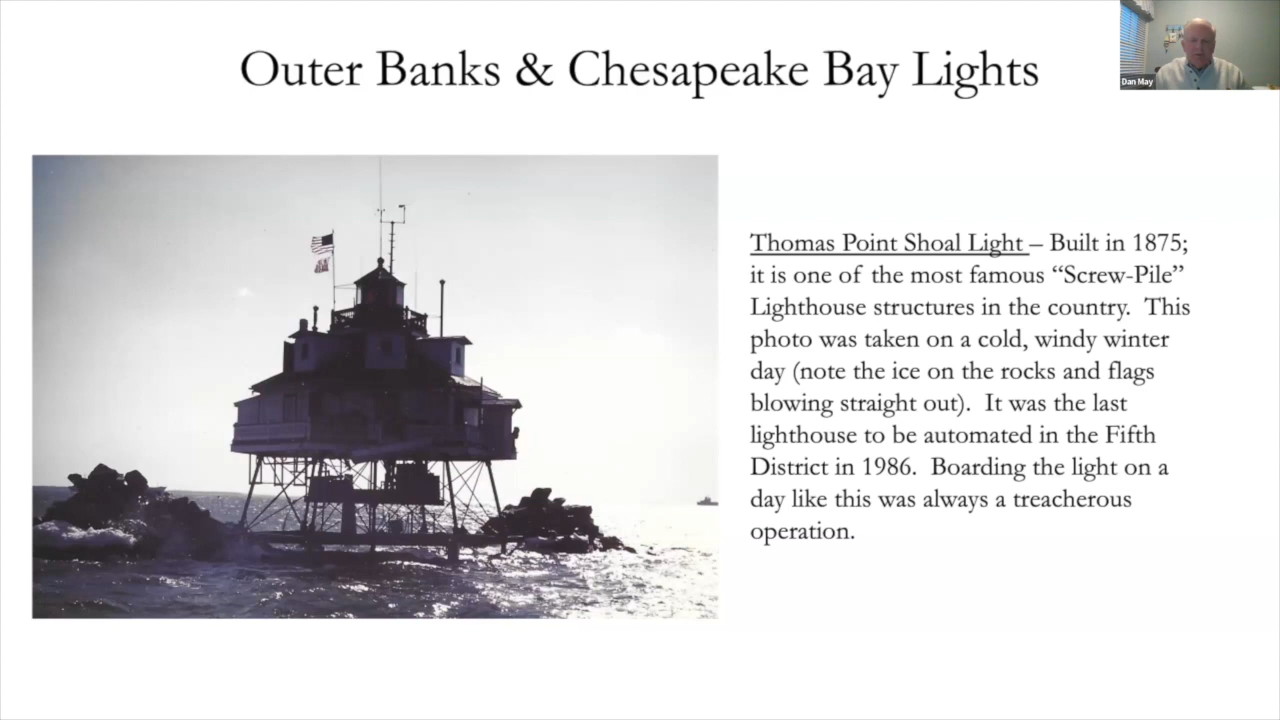 Outer Banks & Chesapeake Bay Lights
Dan May
Thomas Point Shoal Light – Built in 1875;
it is one of the most famous “Screw-Pile”
Lighthouse structures in the country.  This
photo was taken on a cold, windy winter
day (note the ice on the rocks and flags
blowing straight out).  It was the last
lighthouse to be automated in the Fifth
District in 1986.  Boarding the light on a
day like this was always a treacherous
operation.